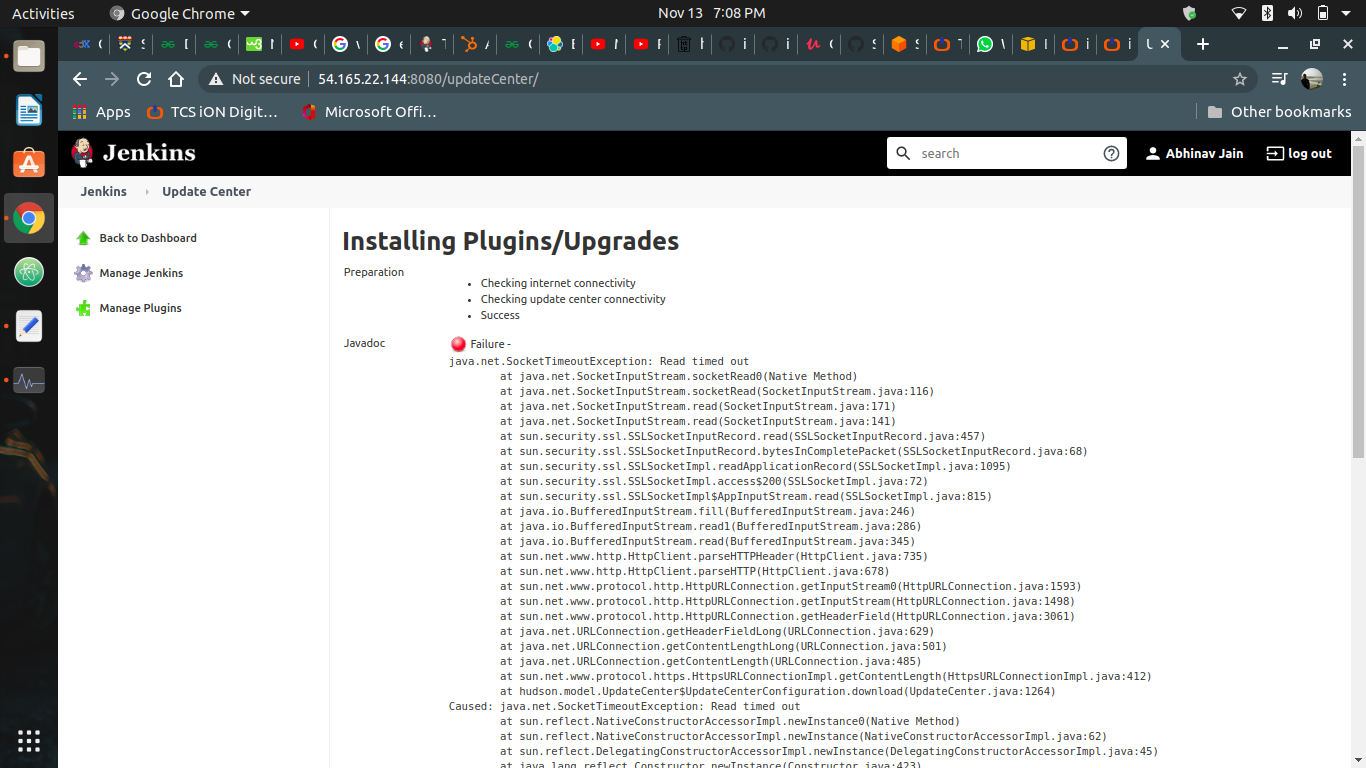 Activities
Google Chrome
Nov 13 7:08 PM
Not secure
54.165.22.144:8080/updateCenter/
Apps
TCS iON Digit…
Microsoft Offi…
Other bookmarks
Jenkins
search
Abhinav Jain
log out
Jenkins
Update Center
Back to Dashboard
Manage Jenkins
Manage Plugins
Installing Plugins/Upgrades
Preparation
Checking internet connectivity
Checking update center connectivity
Success
Javadoc
Failure -
java.net.SocketTimeoutException: Read timed out
at java.net.SocketInputStream.socketRead0(Native Method)
at java.net.SocketInputStream.socketRead(SocketInputStream.java:116)
at java.net.SocketInputStream.read(SocketInputStream.java:171)
at java.net.SocketInputStream.read(SocketInputStream.java:141)
at sun.security.ssl.SSLSocketInputRecord.read(SSLSocketInputRecord.java:457)
at sun.security.ssl.SSLSocketInputRecord.bytesInCompletePacket(SSLSocketInputRecord.java:68)
at sun.security.ssl.SSLSocketImpl.readApplicationRecord(SSLSocketImpl.java:1095)
at sun.security.ssl.SSLSocketImpl.access$200(SSLSocketImpl.java:72)
at sun.security.ssl.SSLSocketImpl$AppInputStream.read(SSLSocketImpl.java:815)
at java.io.BufferedInputStream.fill(BufferedInputStream.java:246)
at java.io.BufferedInputStream.read1(BufferedInputStream.java:286)
at java.io.BufferedInputStream.read(BufferedInputStream.java:345)
at sun.net.www.http.HttpClient.parseHTTPHeader(HttpClient.java:735)
at sun.net.www.http.HttpClient.parseHTTP(HttpClient.java:678)
at sun.net.www.protocol.http.HttpURLConnection.getInputStream0(HttpURLConnection.java:1593)
at sun.net.www.protocol.http.HttpURLConnection.getInputStream(HttpURLConnection.java:1498)
at sun.net.www.protocol.http.HttpURLConnection.getHeaderField(HttpURLConnection.java:3061)
at java.net.URLConnection.getHeaderFieldLong(URLConnection.java:629)
at java.net.URLConnection.getContentLengthLong(URLConnection.java:501)
at java.net.URLConnection.getContentLength(URLConnection.java:485)
at sun.net.www.protocol.https.HttpsURLConnectionImpl.getContentLength(HttpsURLConnectionImpl.java:412)
at hudson.model.UpdateCenter$UpdateCenterConfiguration.download(UpdateCenter.java:1264)
Caused: java.net.SocketTimeoutException: Read timed out
at sun.reflect.NativeConstructorAccessorImpl.newInstance0(Native Method)
at sun.reflect.NativeConstructorAccessorImpl.newInstance(NativeConstructorAccessorImpl.java:62)
at sun.reflect.DelegatingConstructorAccessorImpl.newInstance(DelegatingConstructorAccessorImpl.java:45)
at java.lang.reflect.Constructor.newInstance(Constructor.java:423)